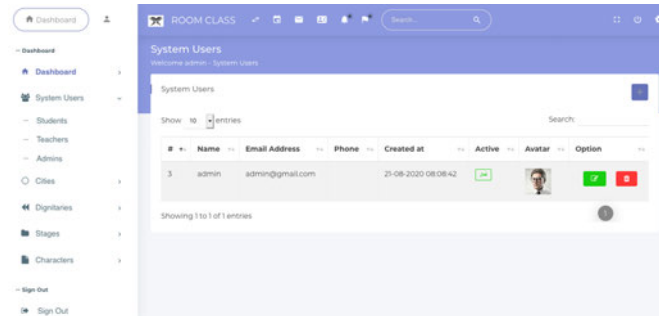 Dashboard
ROOM CLASS
Search...
Dashboard
Dashboard
System Users
Students
Teachers
Admins
Cities
Dignitaries
Stages
Characters
Sign Out
Sign Out
System Users
Welcome admin - System Users
System Users
Show 10 entries
Search:
# Name Email Address Phone Created at Active Avatar Option
3 admin admin@gmail.com 21-08-2020 08:08:42
Showing 1 to 1 of 1 entries
1